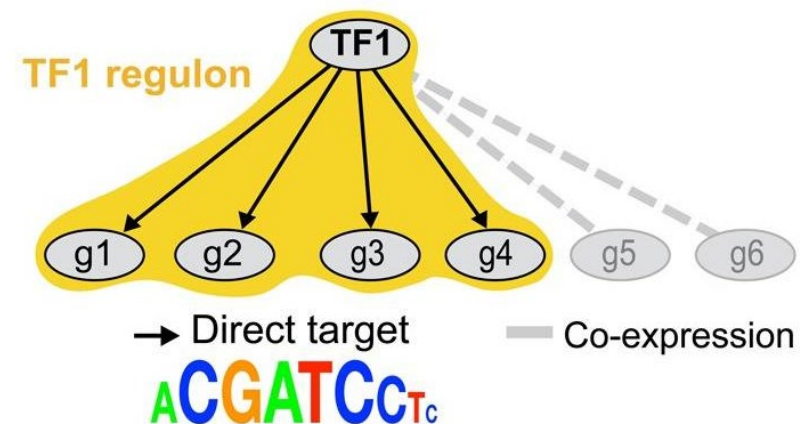 TF1
TF1 regulon
g1 g2 g3 g4 g5 g6
Direct target Co-expression
ACGATCCTC